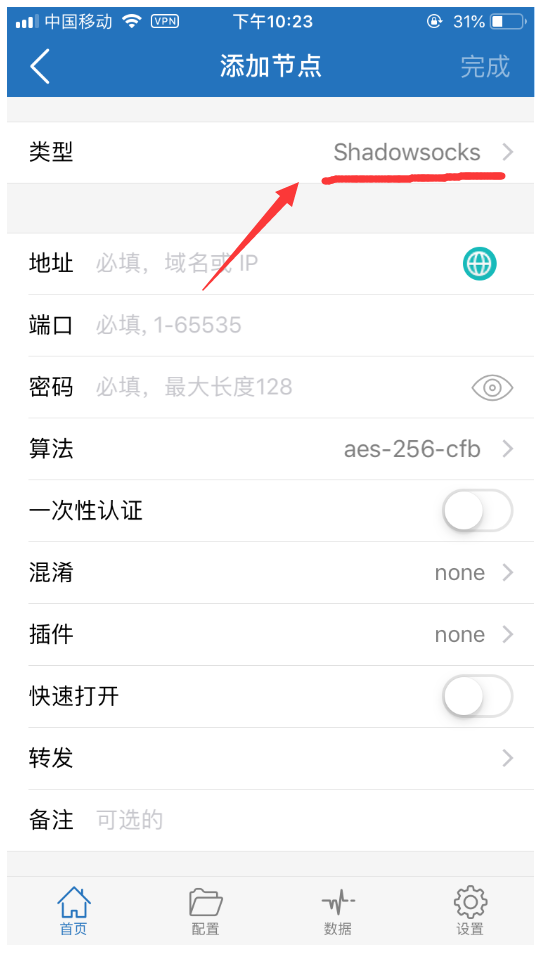 中国移动 VPN 下午10:23 31%
添加节点 完成
类型 Shadowsocks
地址 必填，域名或 IP
端口 必填, 1-65535
密码 必填，最大长度128
算法 aes-256-cfb
一次性认证
混淆 none
插件 none
快速打开
转发
备注 可选的
首页 配置 数据 设置